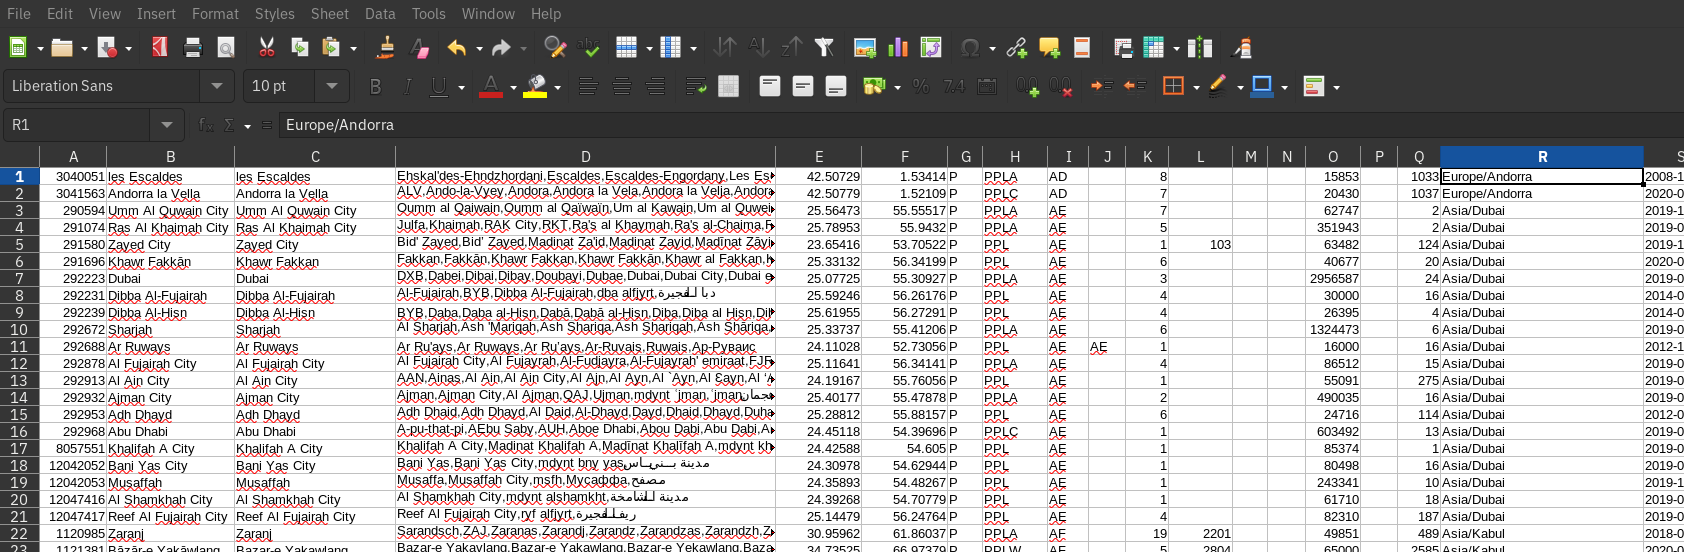 File Edit View Insert Format Styles Sheet Data Tools Window Help
Liberation Sans 10 pt
R1 Europe/Andorra
A B C D E F G H I J K L M N O P Q R S
1 3040051 les Escaldes les Escaldes Ehskal'des-Ehndzhordani,Escaldes,Escaldes-Engordany,Les Es 42.50729 1.53414 P PPLA AD 8 15853 1033 Europe/Andorra 2008-1
2 3041563 Andorra la Vella Andorra la Vella ALV,Ando-la-Vyey,Andora,Andora la Vela,Andora la Velja,Andora 42.50779 1.52109 P PPLC AD 7 20430 1037 Europe/Andorra 2020-0
3 290594 Umm Al Quwain City Umm Al Quwain City Oumm al Qaiwain,Oumm al Qaïwaïn,Um al Kawain,Um al Quwei 25.56473 55.55517 P PPLA AE 7 62747 2 Asia/Dubai 2019-1
4 291074 Ras Al Khaimah City Ras Al Khaimah City Julfa,Khaimah,RAK City,RKT,Ra's al Khaymah,Ra's al-Chaima,R 25.78953 55.9432 P PPLA AE 5 351943 2 Asia/Dubai 2019-0
5 291580 Zayed City Zayed City Bid' Zayed,Bid' Zayed,Madinat Za'id,Madinat Zayid,Madīnat Zāyi 23.65416 53.70522 P PPL AE 1 103 63482 124 Asia/Dubai 2019-1
6 291696 Khawr Fakkān Khawr Fakkān Fakkan,Fakkān,Khawr Fakkan,Khawr Fakkān,Khawr al Fakkan,K 25.33132 56.34199 P PPL AE 6 40677 20 Asia/Dubai 2020-0
7 292223 Dubai Dubai DXB,Dabei,Dibai,Dibay,Doubayi,Dubae,Dubai,Dubai City,Dubai e 25.07725 55.30927 P PPLA AE 3 2956587 24 Asia/Dubai 2019-0
8 292231 Dibba Al-Fujairah Dibba Al-Fujairah Al-Fujairah,BYB,Dibba Al-Fujairah,dba alfjyrt,دبا الفجيرة 25.59246 56.26176 P PPL AE 4 30000 16 Asia/Dubai 2014-0
9 292239 Dibba Al-Hisn Dibba Al-Hisn BYB,Daba,Daba al-Hisn,Dabā,Dabā al-Hisn,Diba,Diba al Hisn,Dil 25.61955 56.27291 P PPL AE 4 26395 4 Asia/Dubai 2014-0
10 292672 Sharjah Sharjah Al Sharjah,Ash 'Mariqah,Ash Shariqa,Ash Shariqah,Ash Shāriqa, 25.33737 55.41206 P PPLA AE 6 1324473 6 Asia/Dubai 2019-0
11 292688 Ar Ruways Ar Ruways Ar Ru'ays,Ar Ruways,Ar Ru'ays,Ar-Ruvais,Ruwais,Ар-Рувайс 24.11028 52.73056 P PPL AE AE 1 16000 16 Asia/Dubai 2012-1
12 292878 Al Fujairah City Al Fujairah City Al Fujairah City,Al Fujayrah,Al-Fudjayra,Al-Fujayrah' emiraat,FJR 25.11641 56.34141 P PPLA AE 4 86512 15 Asia/Dubai 2019-0
13 292913 Al Ain City Al Ain City AAN,Ainas,Al Ain,Al Ain City,Al Ajn,Al Ayn,Al `Ayn,Al Ɛayn,Al 'A 24.19167 55.76056 P PPL AE 1 55091 275 Asia/Dubai 2019-0
14 292932 Ajman City Ajman City Ajman,Ajman City,Al Ajman,QAJ,Ujman,mdynt ʿjman,ʿjman,عجمان 25.40177 55.47878 P PPLA AE 2 490035 16 Asia/Dubai 2019-0
15 292953 Adh Dhayd Adh Dhayd Adh Dhaid,Adh Dhayd,Al Daid,Al-Dhayd,Dayd,Dhaid,Dhayd,Duha 25.28812 55.88157 P PPL AE 6 24716 114 Asia/Dubai 2012-0
16 292968 Abu Dhabi Abu Dhabi A-pu-that-pi,AEbu Saby,AUH,Aboe Dhabi,Abou Dabi,Abu Dabi,A 24.45118 54.39696 P PPLC AE 1 603492 13 Asia/Dubai 2019-0
17 8057551 Khalifah A City Khalifah A City Khalifah A City,Madinat Khalifah A,Madīnat Khalīfah A,mdynt kh 24.42588 54.605 P PPL AE 1 85374 1 Asia/Dubai 2019-0
18 12042052 Bani Yas City Bani Yas City Bani Yas,Bani Yas City,mdynt bny yas,مدينة بــنيــاس 24.30978 54.62944 P PPL AE 1 80498 16 Asia/Dubai 2019-0
19 12042053 Musaffah Musaffah Musaffa,Musaffah City,msfh,Мусаффа,مصفح 24.35893 54.48267 P PPL AE 1 243341 10 Asia/Dubai 2019-1
20 12047416 Al Shamkhah City Al Shamkhah City Al Shamkhah City,mdynt alshamkht,مدينة الشامخة 24.39268 54.70779 P PPL AE 1 61710 18 Asia/Dubai 2019-0
21 12047417 Reef Al Fujairah City Reef Al Fujairah City Reef Al Fujairah City,ryf alfjyrt,ريف الفجيرة 25.14479 56.24764 P PPL AE 4 82310 187 Asia/Dubai 2019-0
22 1120985 Zaranj Zaranj Sarandsch,ZAJ,Zaranas,Zarandj,Zarandz,Zarandzas,Zarandzh,Z 30.95962 61.86037 P PPLA AF 19 2201 49851 489 Asia/Kabul 2018-0
23 1121381 Bāzār-e Yakāwlang Bazar-e Yakawlang Bazar-e Yakawlang,Bazar-e Yakawlang,Bazar-e Yekawlang,Baza 34.73525 66.97379 P PPLW AF 5 2804 65000 2585 Asia/Kabul